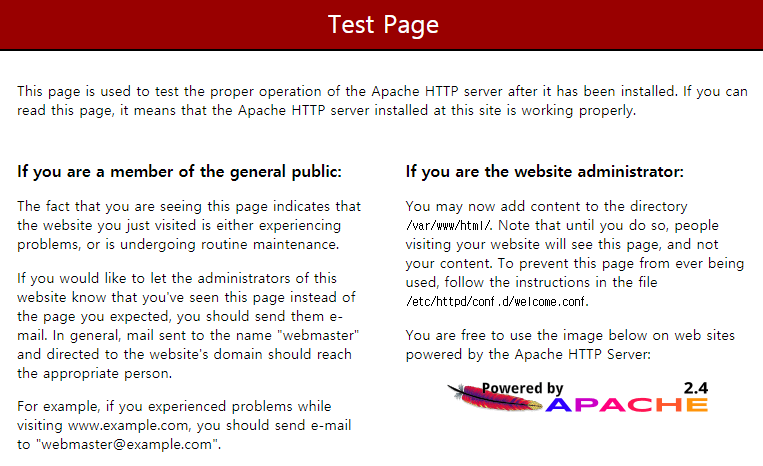 Test Page
This page is used to test the proper operation of the Apache HTTP server after it has been installed. If you can
read this page, it means that the Apache HTTP server installed at this site is working properly.
If you are a member of the general public:
The fact that you are seeing this page indicates that
the website you just visited is either experiencing
problems, or is undergoing routine maintenance.
If you would like to let the administrators of this
website know that you've seen this page instead of
the page you expected, you should send them e-
mail. In general, mail sent to the name "webmaster"
and directed to the website's domain should reach
the appropriate person.
For example, if you experienced problems while
visiting www.example.com, you should send e-mail
to "webmaster@example.com".
If you are the website administrator:
You may now add content to the directory
/var/www/html/. Note that until you do so, people
visiting your website will see this page, and not
your content. To prevent this page from ever being
used, follow the instructions in the file
/etc/httpd/conf.d/welcome.conf.
You are free to use the image below on web sites
powered by the Apache HTTP Server:
Powered by 2.4
APACHE